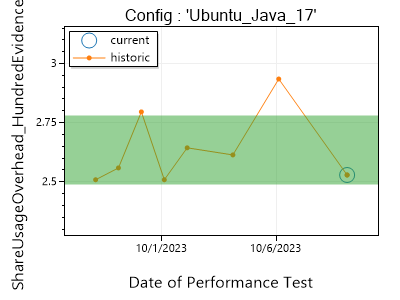 Config : 'Ubuntu_Java_17'
current
historic
3
2.75
2.5
10/1/2023
10/6/2023
Date of Performance Test
ShareUsageOverhead_HundredEvidence